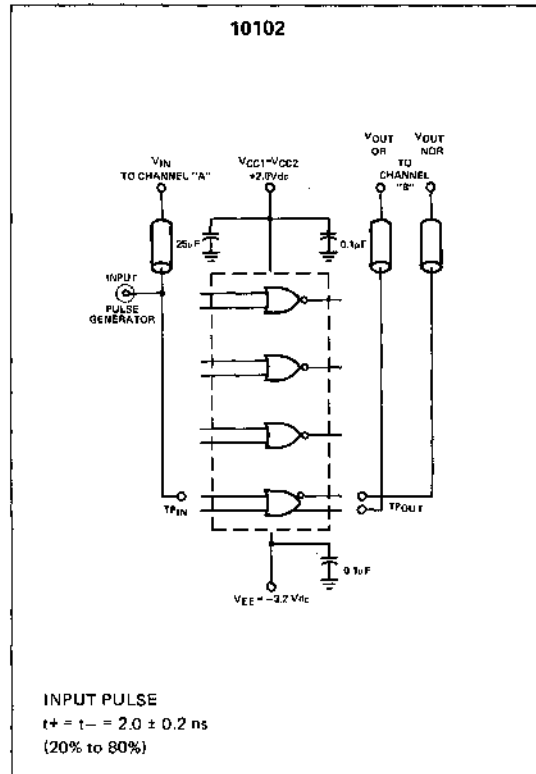 10102
VIN
TO CHANNEL "A"
VCC1=VCC2
+2.0Vdc
VOUT
OR
VOUT
NOR
TO
CHANNEL
"B"
25μF
0.1μF
INPUT
PULSE
GENERATOR
TPIN
TPOUT
0.1μF
VEE = -3.2 Vdc
INPUT PULSE
t+ = t- = 2.0 ± 0.2 ns
(20% to 80%)